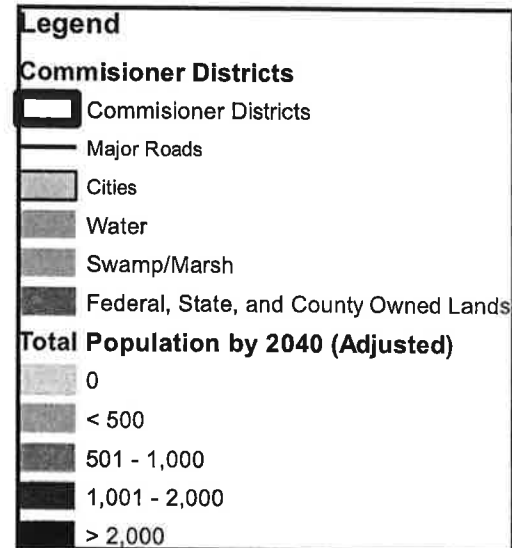 Legend
Commisioner Districts
Commisioner Districts
Major Roads
Cities
Water
Swamp/Marsh
Federal, State, and County Owned Lands
Total Population by 2040 (Adjusted)
0
< 500
501 - 1,000
1,001 - 2,000
> 2,000